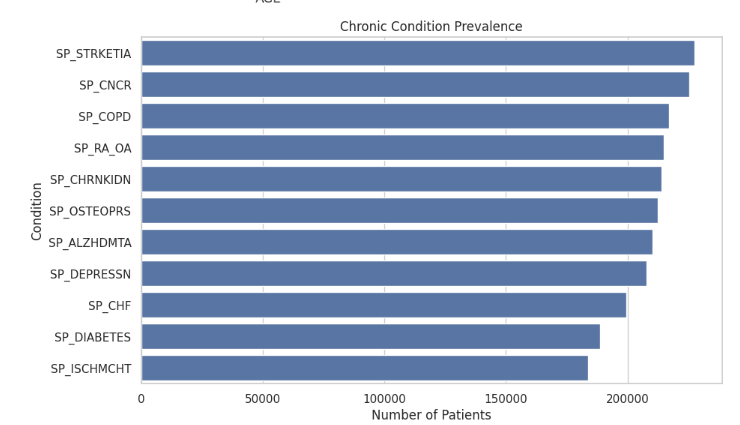 AGE
Chronic Condition Prevalence
SP_STRKETIA
SP_CNCR
SP_COPD
SP_RA_OA
SP_CHRNKIDN
SP_OSTEOPRS
SP_ALZHDMTA
SP_DEPRESSN
SP_CHF
SP_DIABETES
SP_ISCHMCHT
Condition
0 50000 100000 150000 200000
Number of Patients